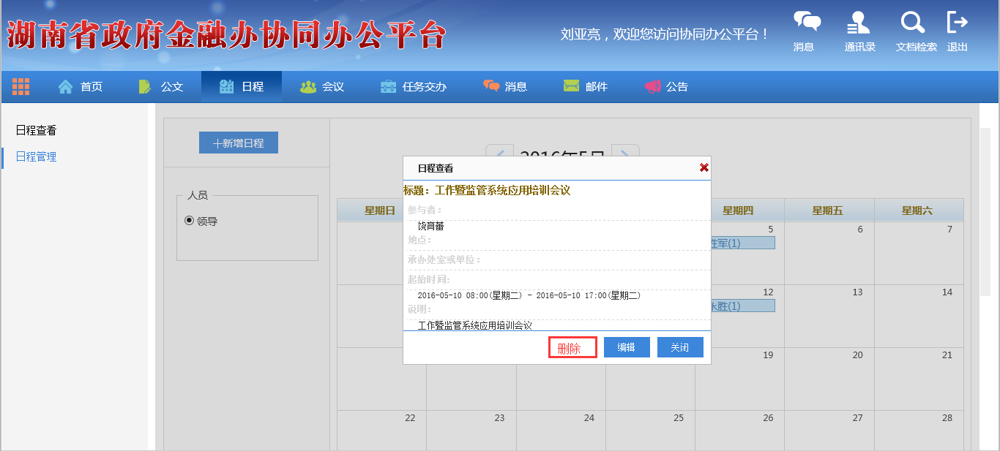 湖南省政府金融办协同办公平台
刘亚亮，欢迎您访问协同办公平台！
消息 通讯录 文档检索 退出
首页 公文 日程 会议 任务交办 消息 邮件 公告
日程查看
日程管理
+新增日程
人员
领导
2016年5月
日程查看
标题：工作暨监管系统应用培训会议
参与者：
饶育蕃
地点：
承办处室或单位：
起始时间：
2016-05-10 08:00(星期二) - 2016-05-10 17:00(星期二)
说明：
工作暨监管系统应用培训会议
删除 编辑 关闭
星期日 星期四 星期五 星期六
5 6 7
胜军(1)
12 13 14
永胜(1)
19 20 21
22 23 24 25 26 27 28